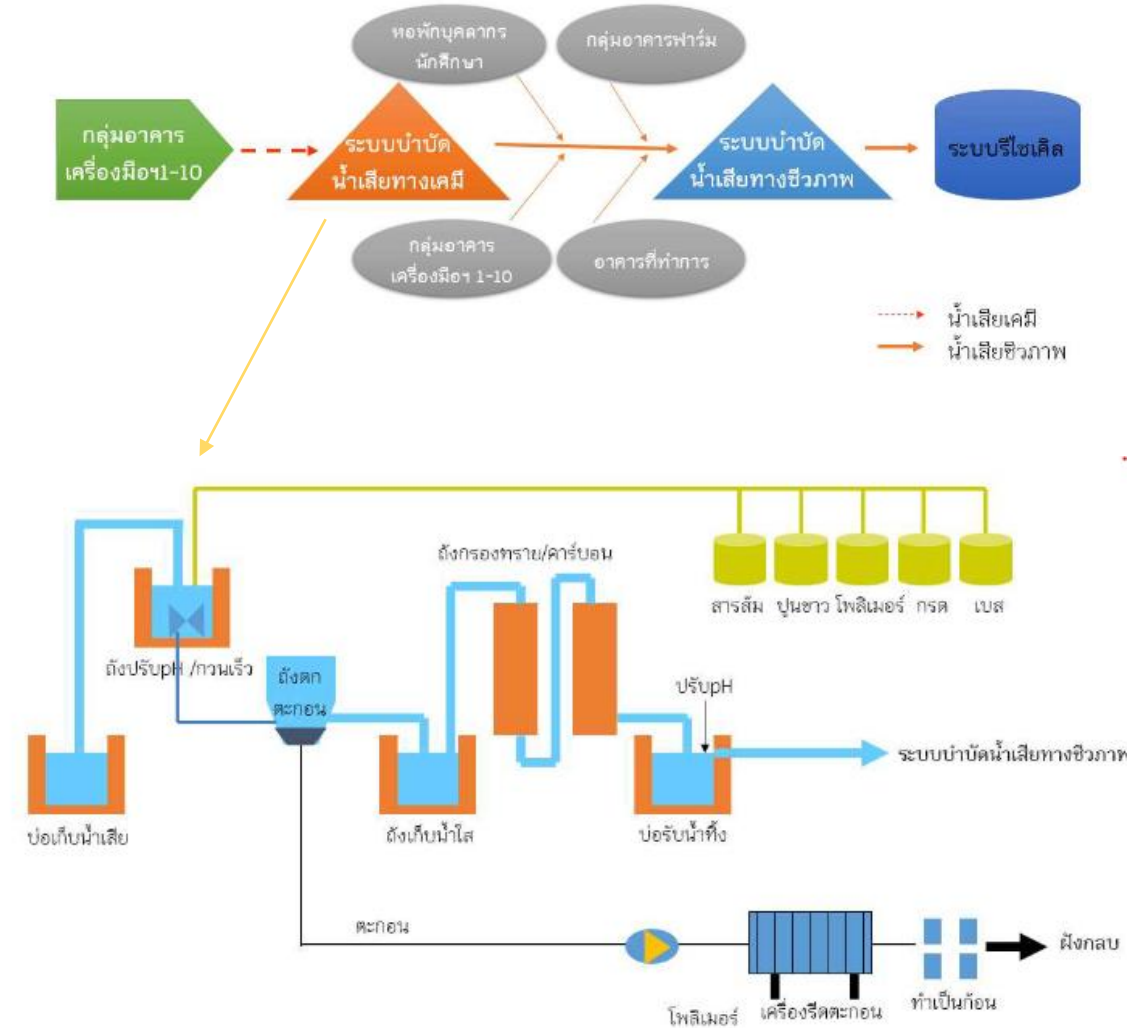 หอพักบุคลากร
นักศึกษา
กลุ่มอาคารฟาร์ม
กลุ่มอาคาร
เครื่องมือฯ1-10
ระบบบำบัด
น้ำเสียทางเคมี
ระบบบำบัด
น้ำเสียทางชีวภาพ
ระบบรีไซเคิล
กลุ่มอาคาร
เครื่องมือฯ 1-10
อาคารที่ทำการ
น้ำเสียเคมี
น้ำเสียชีวภาพ
ถังกรองทราย/คาร์บอน
สารส้ม ปูนขาว โพลิเมอร์ กรด เบส
ถังปรับpH /กวนเร็ว
ถังตก
ตะกอน
ปรับpH
ระบบบำบัดน้ำเสียทางชีวภาพ
บ่อเก็บน้ำเสีย
ถังเก็บน้ำใส
บ่อรับน้ำทิ้ง
ตะกอน
ฝังกลบ
โพลิเมอร์
เครื่องรีดตะกอน
ทำเป็นก้อน